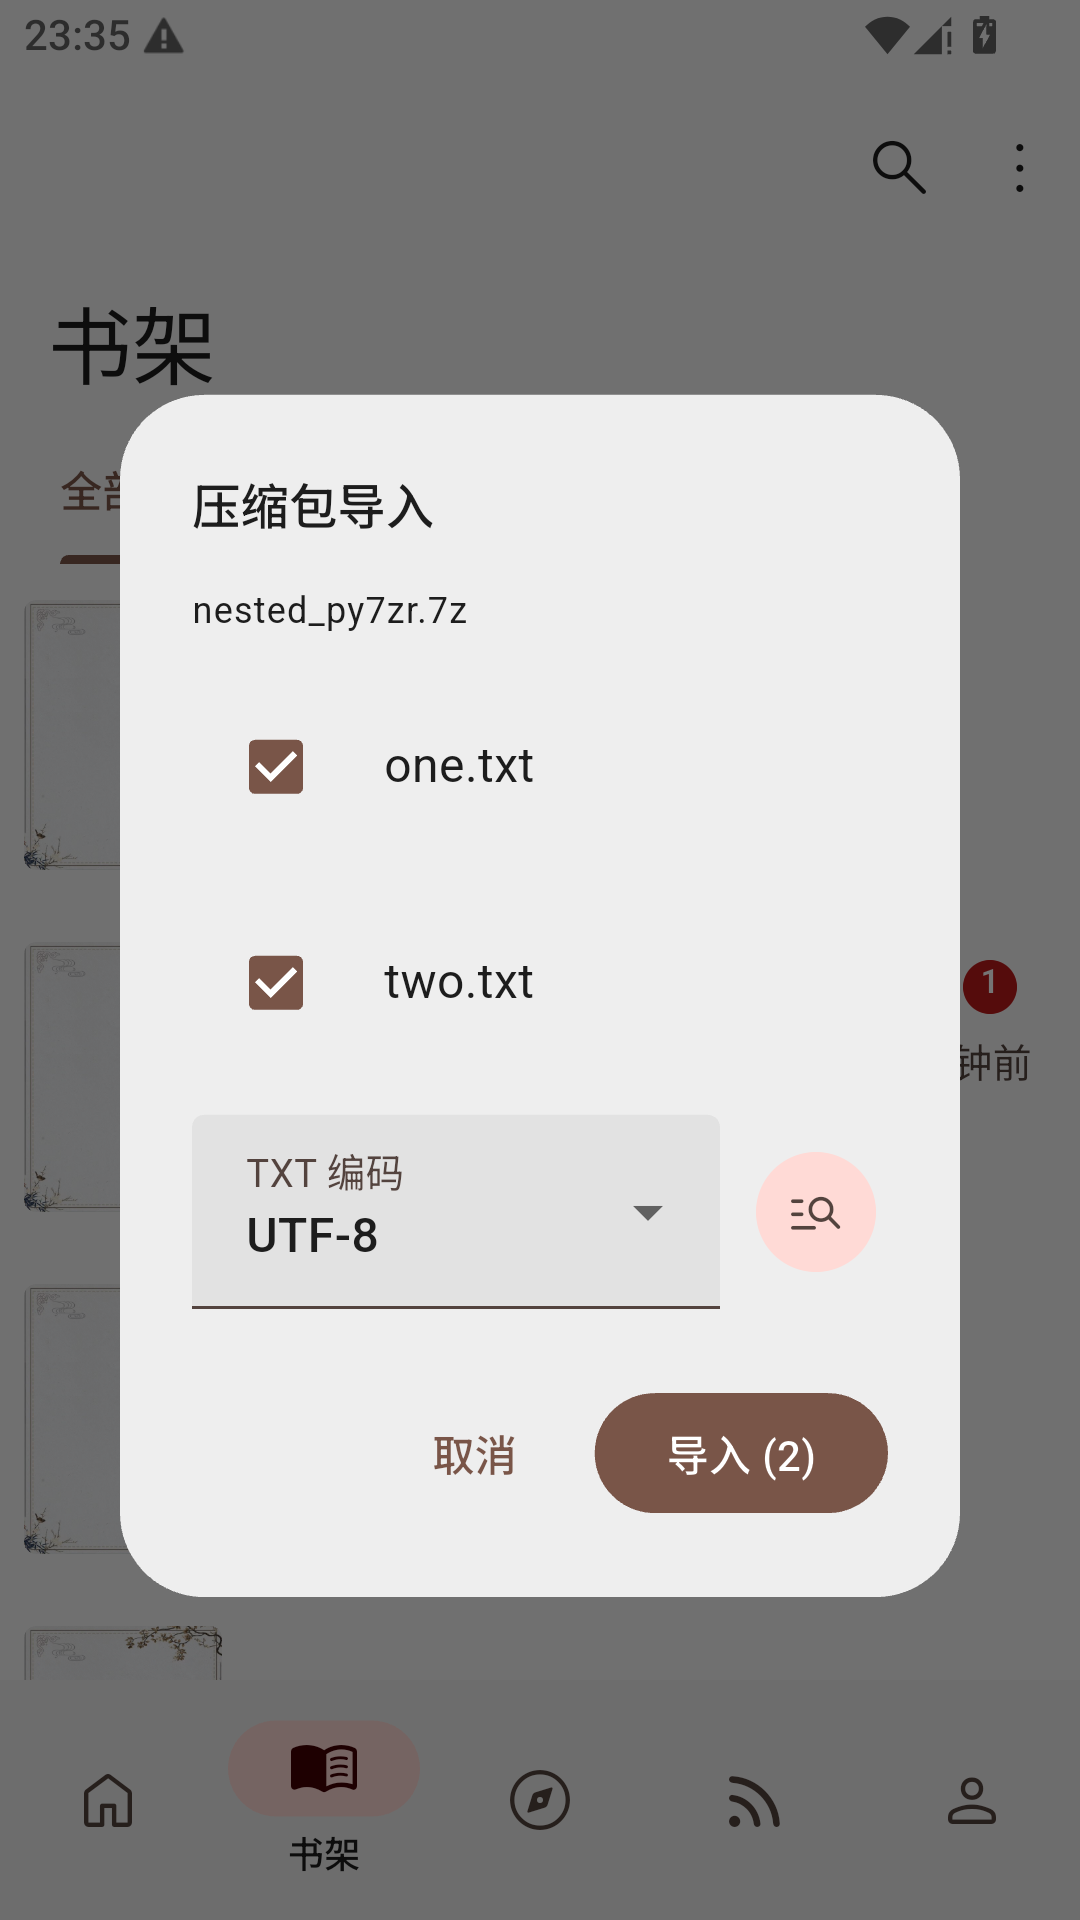 23:35
书架
全部
压缩包导入
nested_py7zr.7z
one.txt
two.txt
1
钟前
TXT 编码
UTF-8
取消
导入 (2)
书架